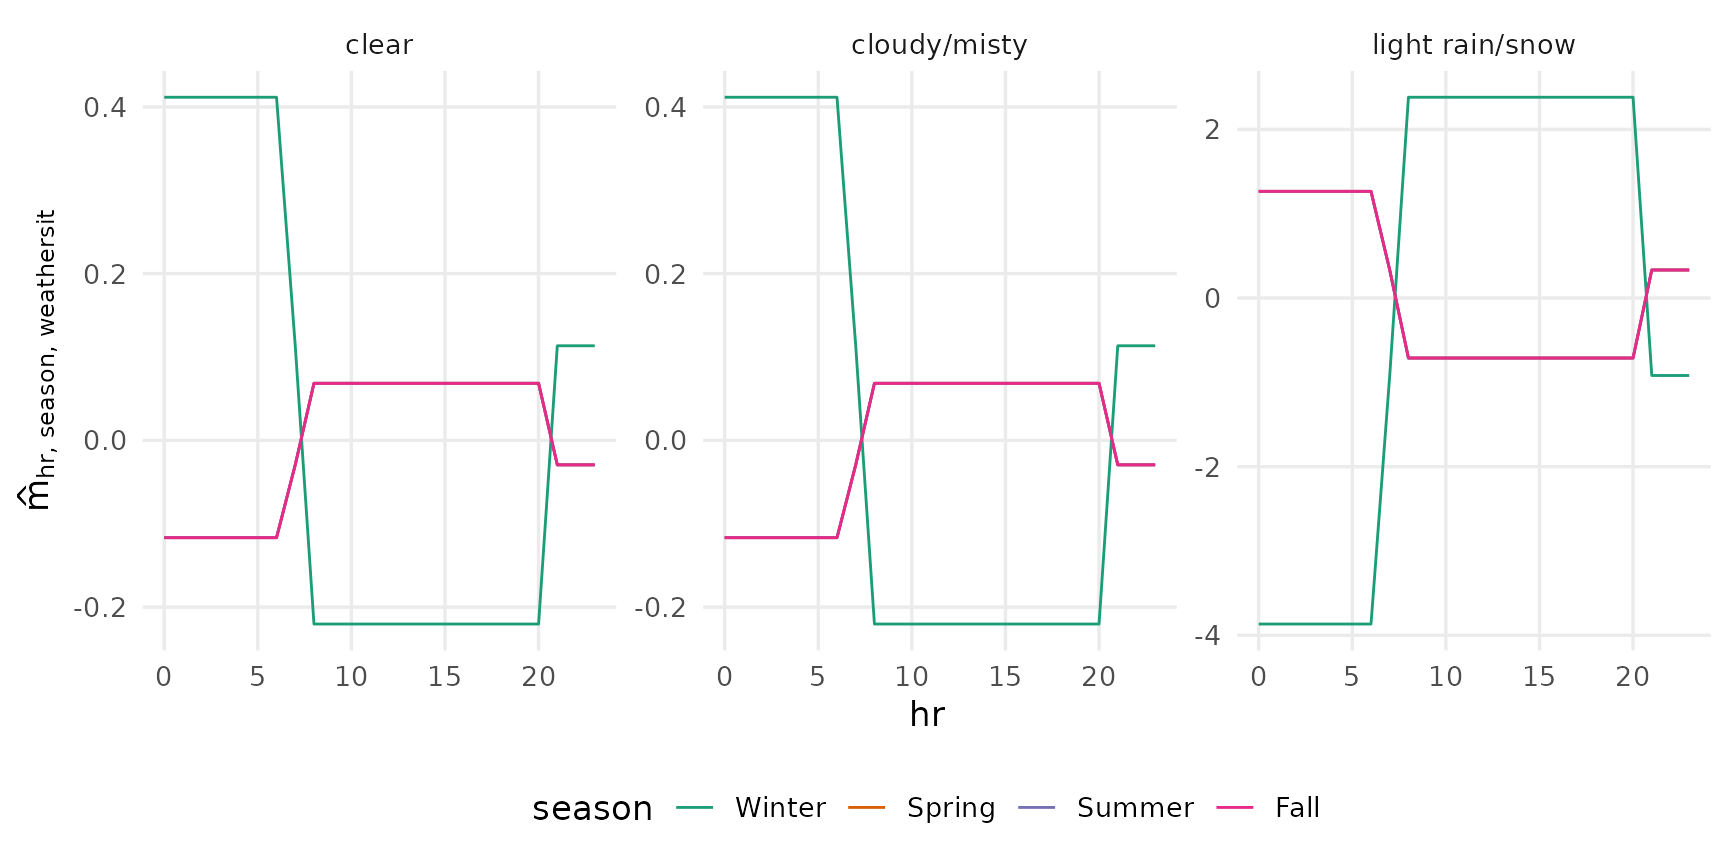 clear
cloudy/misty
light rain/snow
0.4
0.2
0.0
-0.2
0.4
0.2
0.0
-0.2
2
0
-2
-4
m̂hr, season, weathersit
0 5 10 15 20
0 5 10 15 20
0 5 10 15 20
hr
season Winter Spring Summer Fall